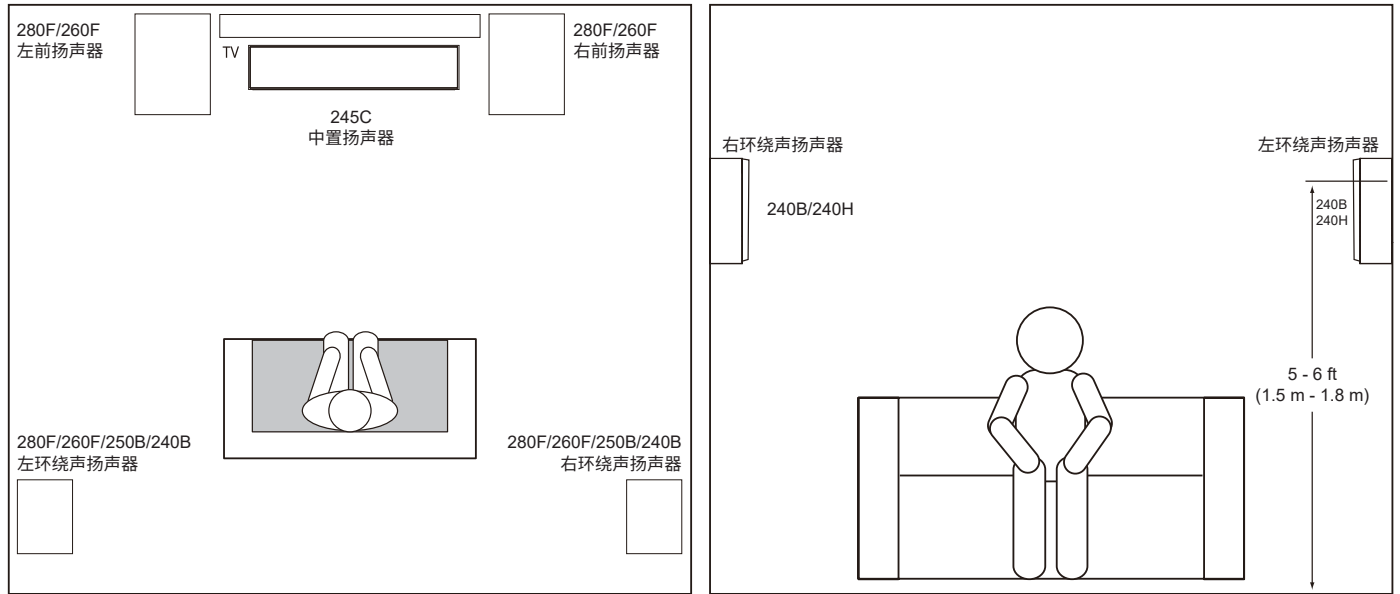 280F/260F
左前扬声器
TV
280F/260F
右前扬声器
245C
中置扬声器
280F/260F/250B/240B
左环绕声扬声器
280F/260F/250B/240B
右环绕声扬声器
右环绕声扬声器
240B/240H
左环绕声扬声器
240B
240H
5 - 6 ft
(1.5 m - 1.8 m)